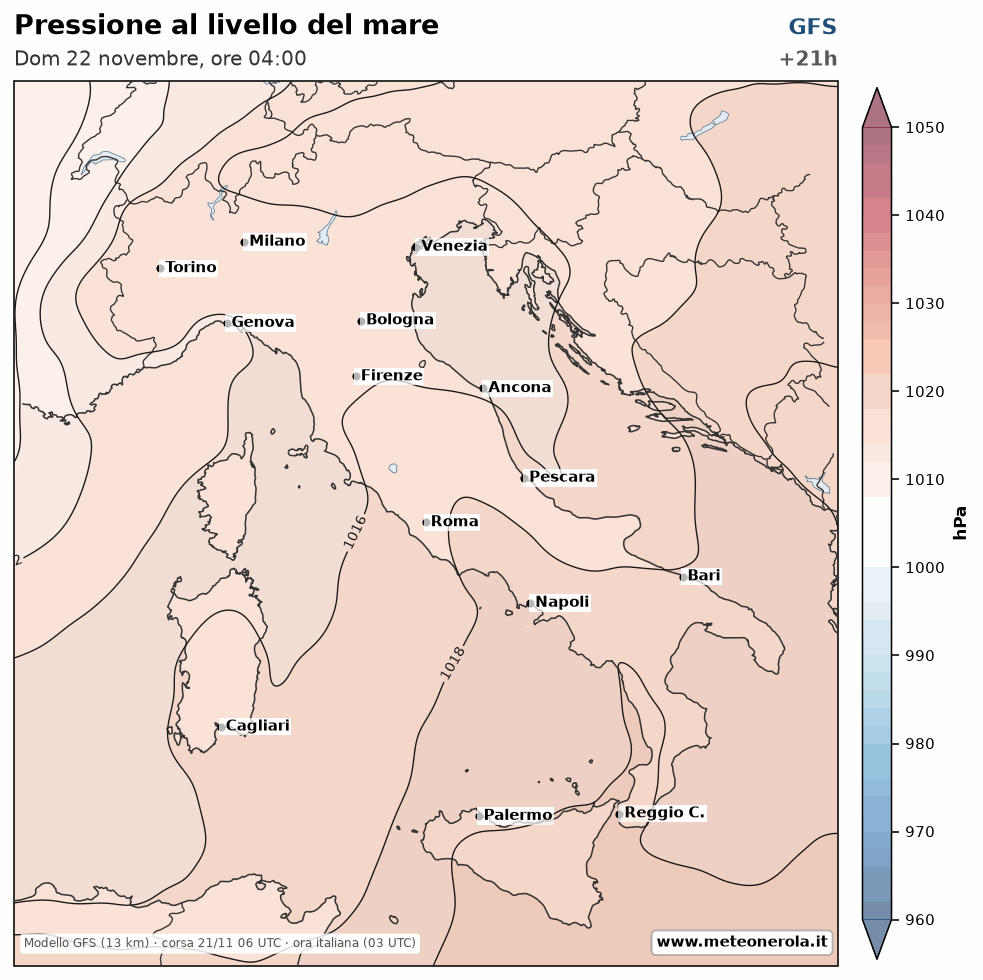 Pressione al livello del mare
GFS
Dom 22 novembre, ore 04:00
+21h
Milano
Venezia
Torino
Genova
Bologna
Firenze
Ancona
Pescara
Roma
1016
2
Bari
Napoli
1018
Cagliari
Palermo
Reggio C.
1050
1040
1030
1020
1010
1000
990
980
970
960
hPa
Modello GFS (13 km) · corsa 21/11 06 UTC · ora italiana (03 UTC)
www.meteonerola.it